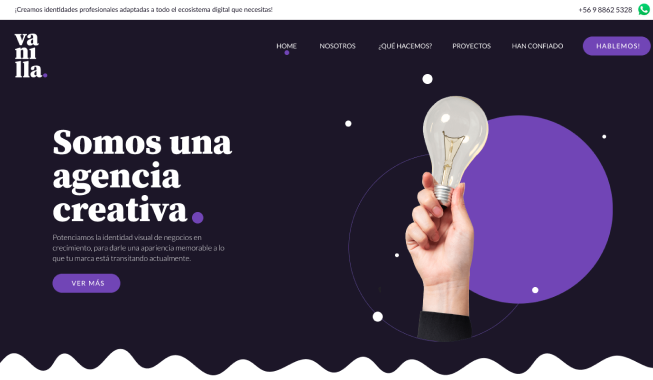 ¡Creamos identidades profesionales adaptadas a todo el ecosistema digital que necesitas!
+56 9 8862 5328
va
ni
lla.
HOME
NOSOTROS
¿QUÉ HACEMOS?
PROYECTOS
HAN CONFIADO
HABLEMOS!
Somos una
agencia
creativa.
Potenciamos la identidad visual de negocios en
crecimiento, para darle una apariencia memorable a lo
que tu marca está transitando actualmente.
VER MÁS